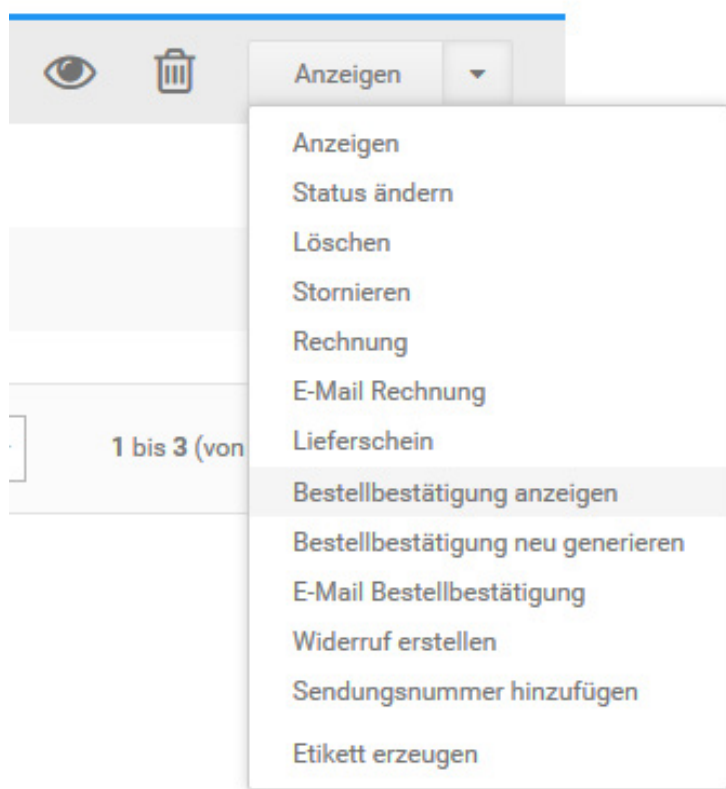 Anzeigen
Anzeigen
Status ändern
Löschen
Stornieren
Rechnung
E-Mail Rechnung
1 bis 3 (von
Lieferschein
Bestellbestätigung anzeigen
Bestellbestätigung neu generieren
E-Mail Bestellbestätigung
Widerruf erstellen
Sendungsnummer hinzufügen
Etikett erzeugen